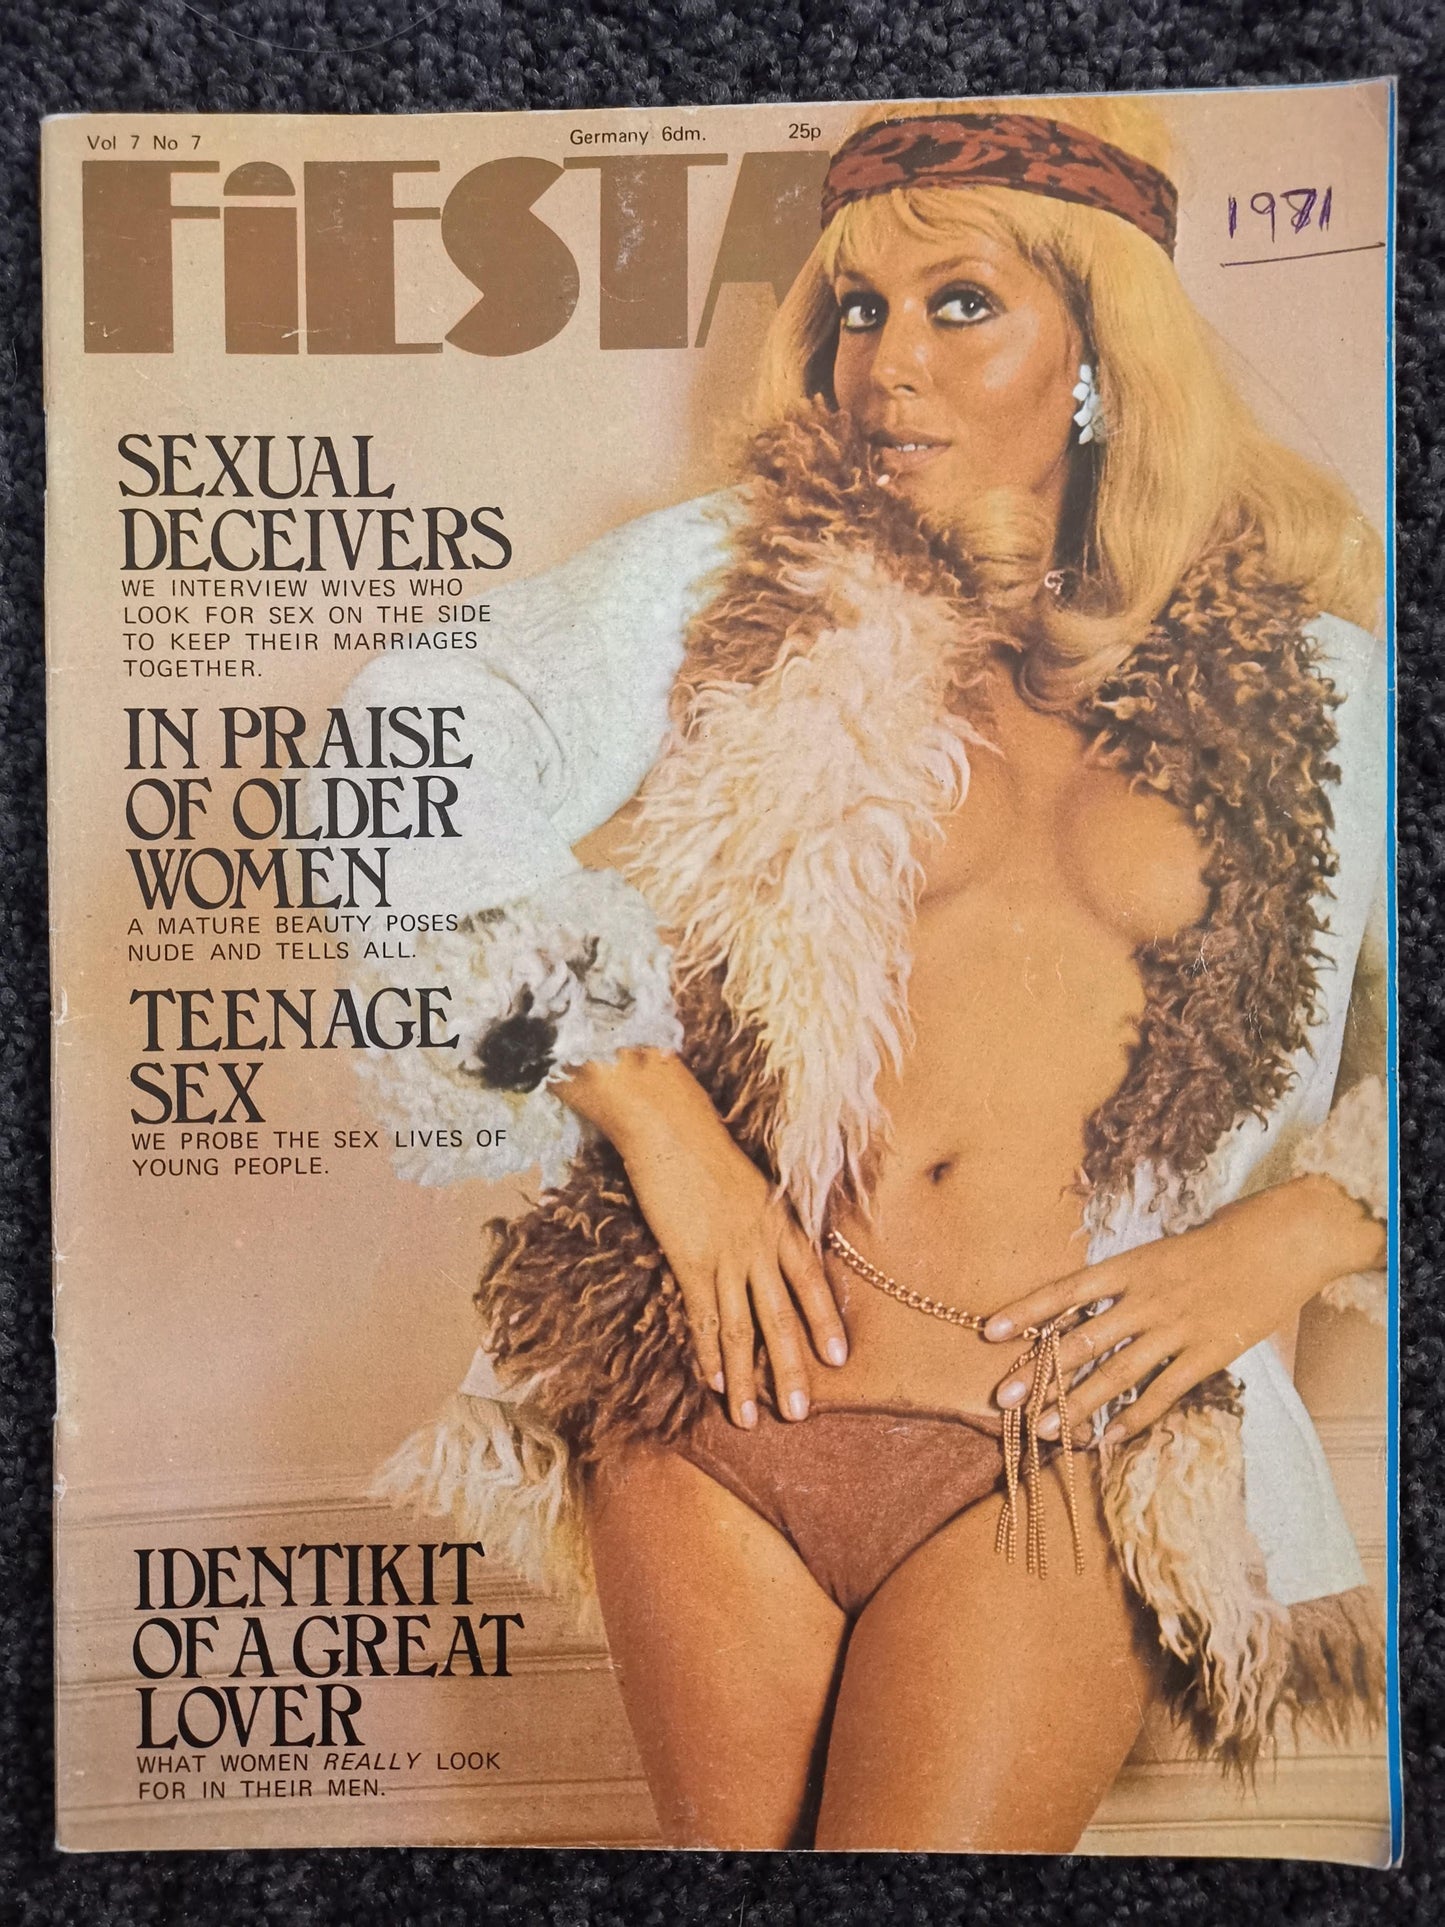 Vol 7 No 7
Germany 6dm.
25p
FiESTA
1971
SEXUAL
DECEIVERS
WE INTERVIEW WIVES WHO
LOOK FOR SEX ON THE SIDE
TO KEEP THEIR MARRIAGES
TOGETHER.
IN PRAISE
OF OLDER
WOMEN
A MATURE BEAUTY POSES
NUDE AND TELLS ALL.
TEENAGE
SEX
WE PROBE THE SEX LIVES OF
YOUNG PEOPLE.
IDENTIKIT
OF A GREAT
LOVER
WHAT WOMEN REALLY LOOK
FOR IN THEIR MEN.